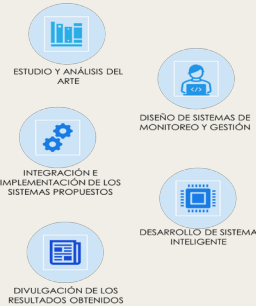 ESTUDIO Y ANÁLISIS DEL
ARTE
DISEÑO DE SISTEMAS DE
MONITOREO Y GESTIÓN
INTEGRACIÓN E
IMPLEMENTACIÓN DE LOS
SISTEMAS PROPUESTOS
DESARROLLO DE SISTEMA
INTELIGENTE
DIVULGACIÓN DE LOS
RESULTADOS OBTENIDOS